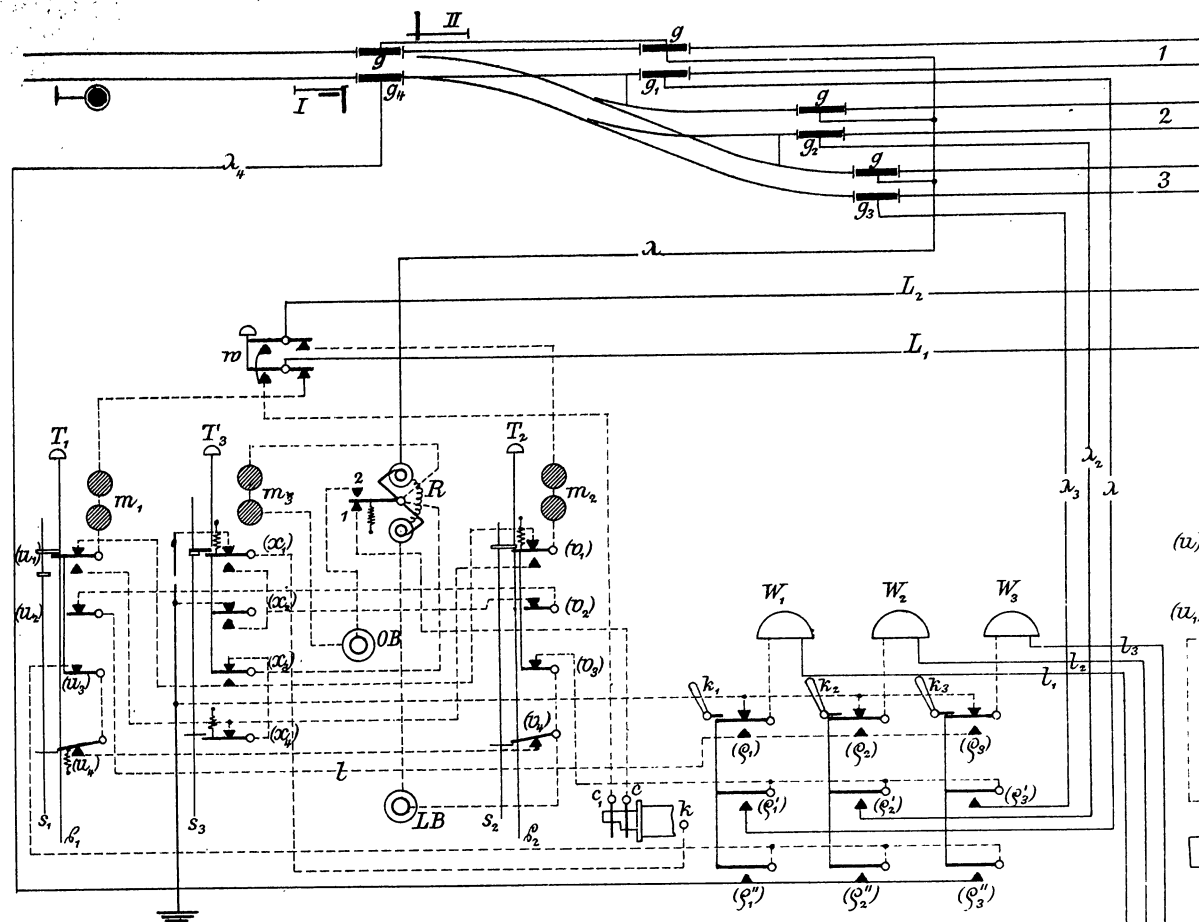 II
g
1
g
g₄
g₁
I
g
2
g₂
λ₄
g
3
g₃
λ
L₂
w
L₁
T₁
T₃
T₂
λ₂
2
R
λ₃
λ
m₁
m₃
m₂
1
(u₁)
(x₁)
(v₁)
(u)
W₁
W₂
W₃
(u₂)
(x₂)
(v₂)
(u₁
OB
l₃
l₂
(u₃)
(x₃)
(v₃)
l₁
k₁
k₂
k₃
(v₄)
(x₄)
(u₄)
(ϱ₁)
(ϱ₂)
(ϱ₃)
l
c₁
c
(ϱ₁')
(ϱ₂')
(ϱ₃')
k
s₁
s₃
LB
s₂
(ϱ₁'')
(ϱ₂'')
(ϱ₃'')